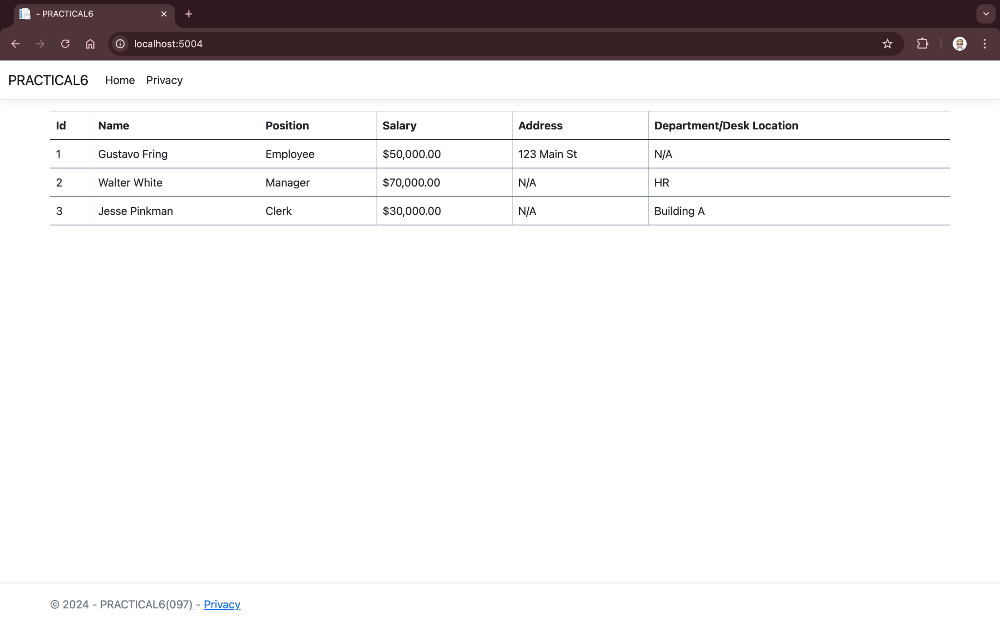 - PRACTICAL6
localhost:5004
PRACTICAL6 Home Privacy
Id Name Position Salary Address Department/Desk Location
1 Gustavo Fring Employee $50,000.00 123 Main St N/A
2 Walter White Manager $70,000.00 N/A HR
3 Jesse Pinkman Clerk $30,000.00 N/A Building A
© 2024 - PRACTICAL6(097) - Privacy